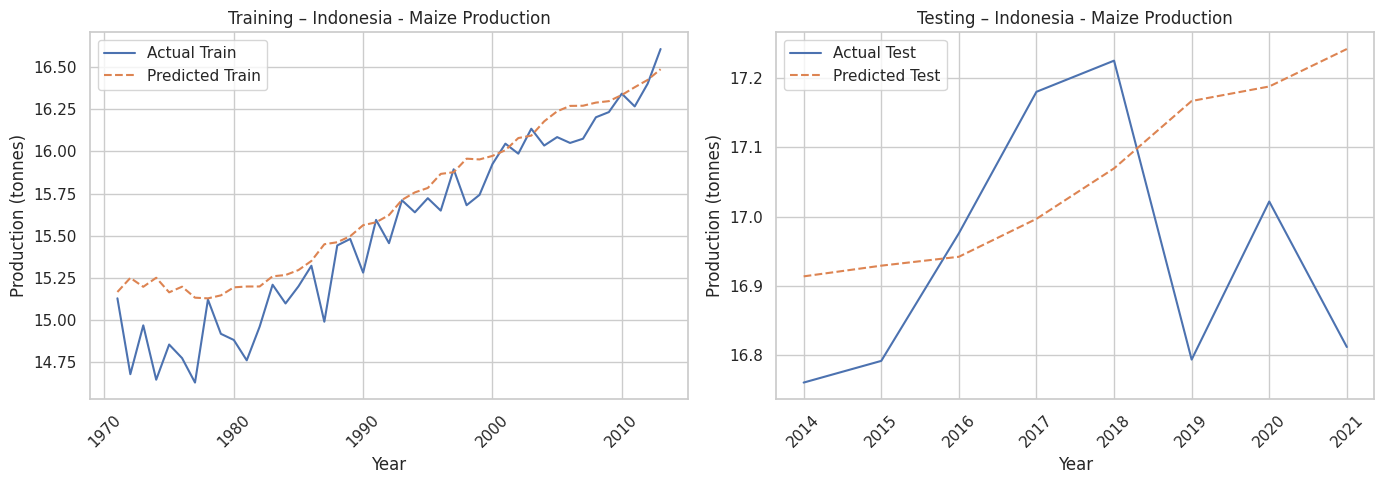 Training – Indonesia - Maize Production
Actual Train
Predicted Train
Production (tonnes)
16.50
16.25
16.00
15.75
15.50
15.25
15.00
14.75
1970
1980
1990
2000
2010
Year
Testing – Indonesia - Maize Production
Actual Test
Predicted Test
Production (tonnes)
17.2
17.1
17.0
16.9
16.8
2014
2015
2016
2017
2018
2019
2020
2021
Year